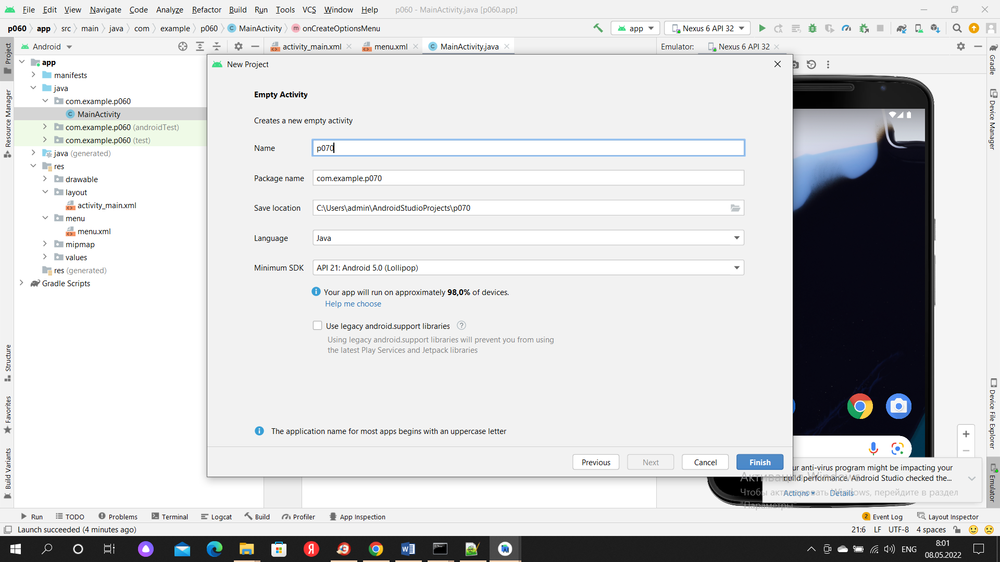 File Edit View Navigate Code Analyze Refactor Build Run Tools VCS Window Help p060 - MainActivity.java [p060.app]
p060 app src main java com example p060 MainActivity onCreateOptionsMenu app Nexus 6 API 32
Android activity_main.xml menu.xml MainActivity.java Emulator: Nexus 6 API 32
Project
Resource Manager
Structure
Favorites
Build Variants
app
manifests
java
com.example.p060
MainActivity
com.example.p060 (androidTest)
com.example.p060 (test)
java (generated)
res
drawable
layout
activity_main.xml
menu
menu.xml
mipmap
values
res (generated)
Gradle Scripts
New Project
Empty Activity
Creates a new empty activity
Name p070
Package name com.example.p070
Save location C:\Users\admin\AndroidStudioProjects\p070
Language Java
Minimum SDK API 21: Android 5.0 (Lollipop)
Your app will run on approximately 98,0% of devices.
Help me choose
Use legacy android.support libraries
Using legacy android.support libraries will prevent you from using
the latest Play Services and Jetpack libraries
The application name for most apps begins with an uppercase letter
Previous Next Cancel Finish
Gradle
Device Manager
Device File Explorer
Emulator
ur anti-virus program might be impacting your
build performance. Android Studio checked the...
Actions Details
Активация Windows
Чтобы активировать Windows, перейдите в раздел
"Параметры"
Run TODO Problems Terminal Logcat Build Profiler App Inspection 2 Event Log Layout Inspector
Launch succeeded (4 minutes ago) 21:6 LF UTF-8 4 spaces
ENG 8:01
08.05.2022